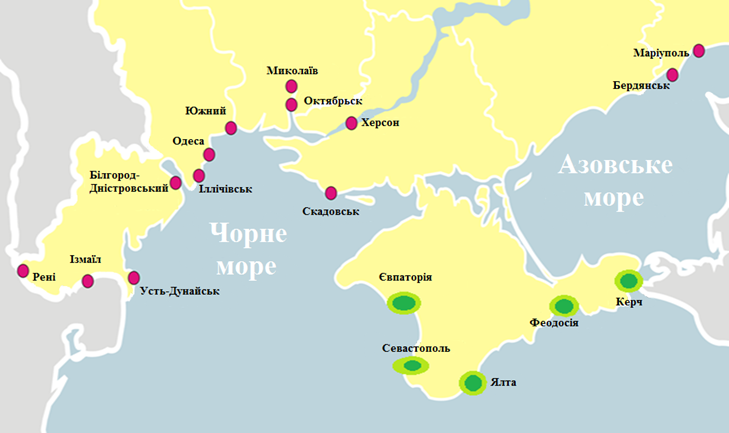 Маріуполь
Миколаїв
Бердянськ
Октябрьск
Южний
Херсон
Одеса
Азовське
море
Білгород-
Дністровський
Іллічівськ
Скадовськ
Чорне
море
Ізмаїл
Рені
Усть-Дунайськ
Євпаторія
Керч
Феодосія
Севастополь
Ялта